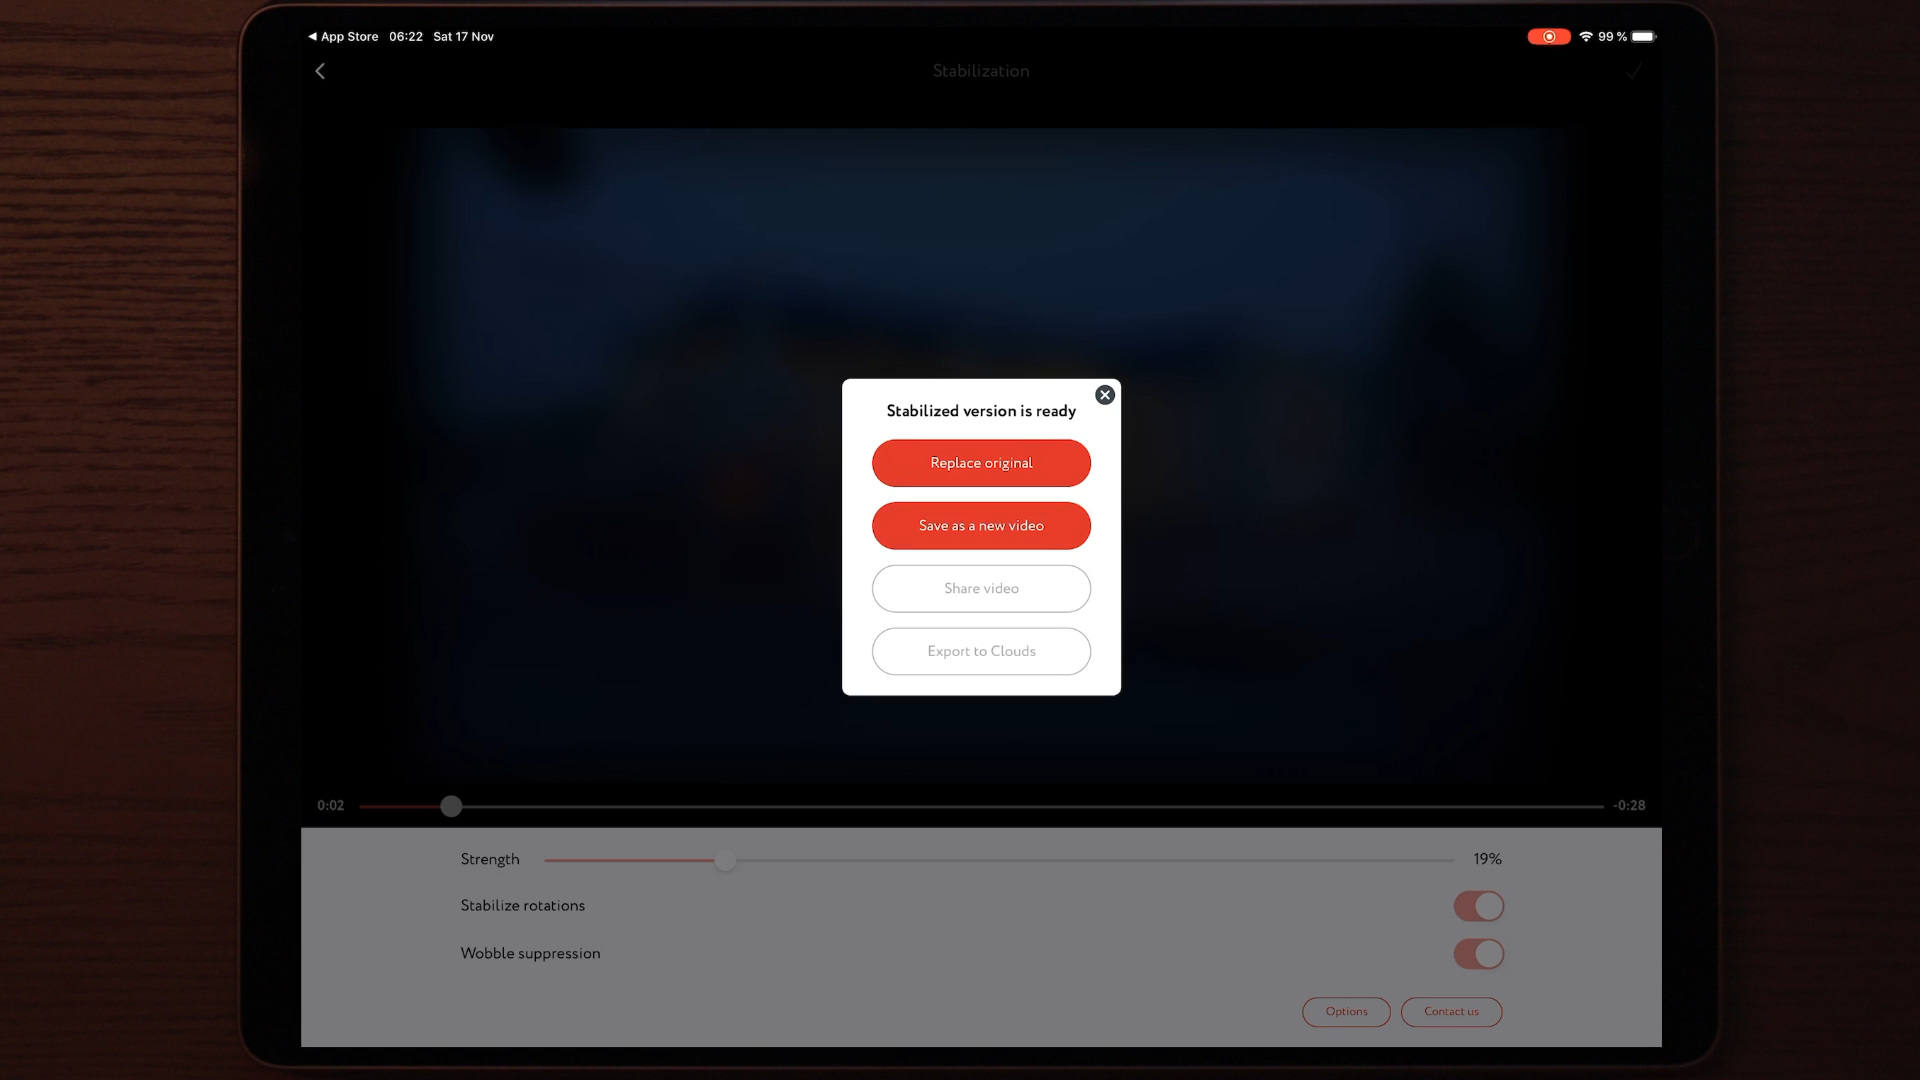 ◀ App Store 06:22 Sat 17 Nov 99 %
Stabilization
Stabilized version is ready
Replace original
Save as a new video
Share video
Export to Clouds
0:02 -0:28
Strength 19%
Stabilize rotations
Wobble suppression
Options Contact us